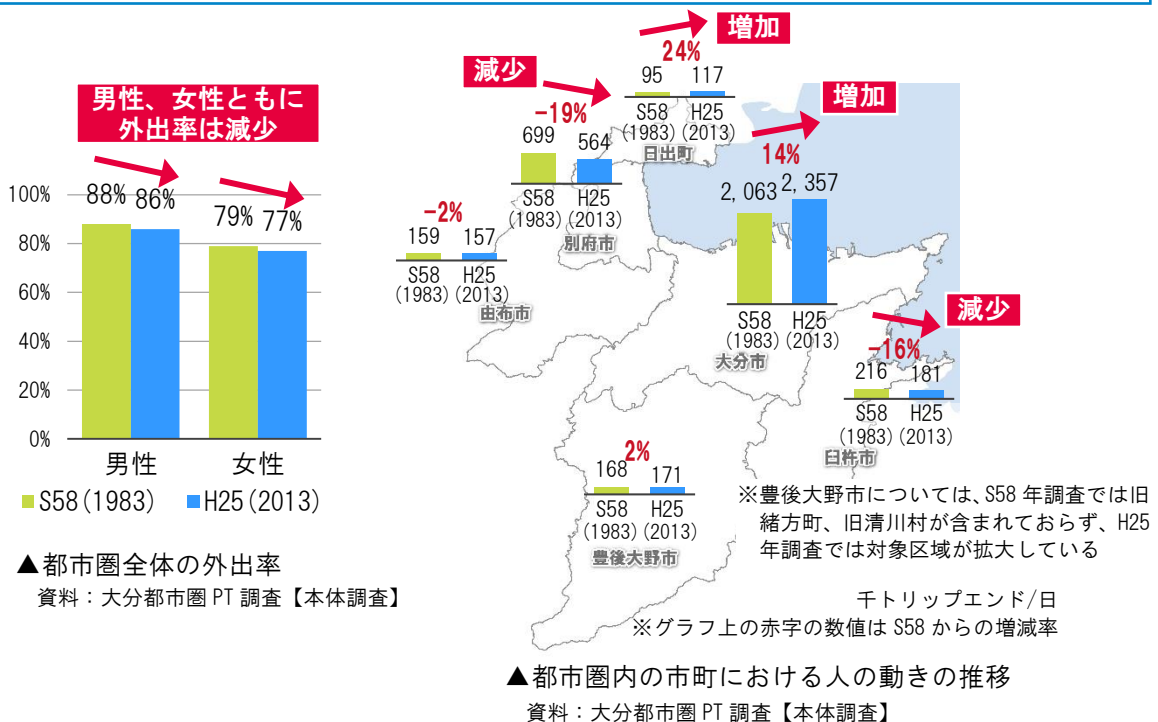 男性、女性ともに
外出率は減少
100%
80%
60%
40%
20%
0%
88%
86%
79%
77%
男性
女性
S58(1983)
H25(2013)
▲都市圏全体の外出率
資料：大分都市圏PT調査【本体調査】
増加
24%
95
117
S58
(1983)
H25
(2013)
日出町
減少
-19%
699
564
S58
(1983)
H25
(2013)
別府市
増加
14%
2,063
2,357
S58
(1983)
H25
(2013)
大分市
-2%
159
157
S58
(1983)
H25
(2013)
由布市
減少
-16%
216
181
S58
(1983)
H25
(2013)
臼杵市
2%
168
171
S58
(1983)
H25
(2013)
豊後大野市
※豊後大野市については、S58年調査では旧
緒方町、旧清川村が含まれておらず、H25
年調査では対象区域が拡大している
千トリップエンド/日
※グラフ上の赤字の数値はS58からの増減率
▲都市圏内の市町における人の動きの推移
資料：大分都市圏PT調査【本体調査】